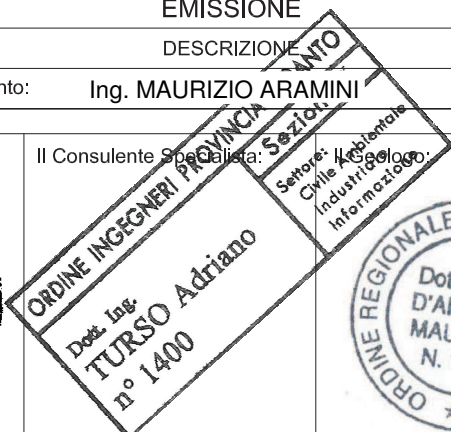 EMISSIONE
DESCRIZIONE
nto: Ing. MAURIZIO ARAMINI
Il Consulente Specialista:
Il Geologo:
ORDINE INGEGNERI PROVINCIA
Sezione
Settore:
Civile Ambientale
Industriale
Informazione
Dott. Ing.
TURSO Adriano
n° 1400
ORDINE REGIONALE
MAU
N.